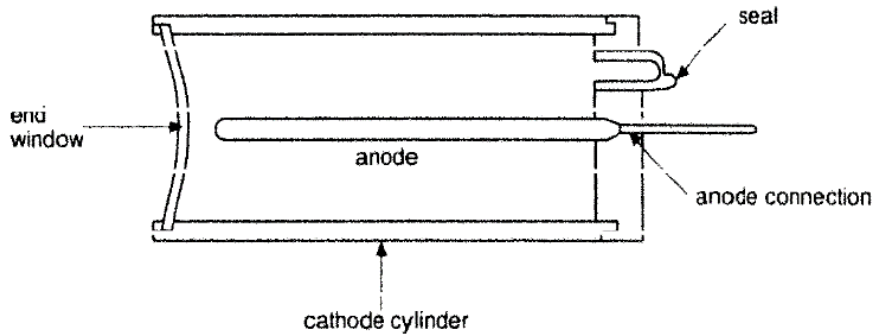 seal
end
window
anode
anode connection
cathode cylinder